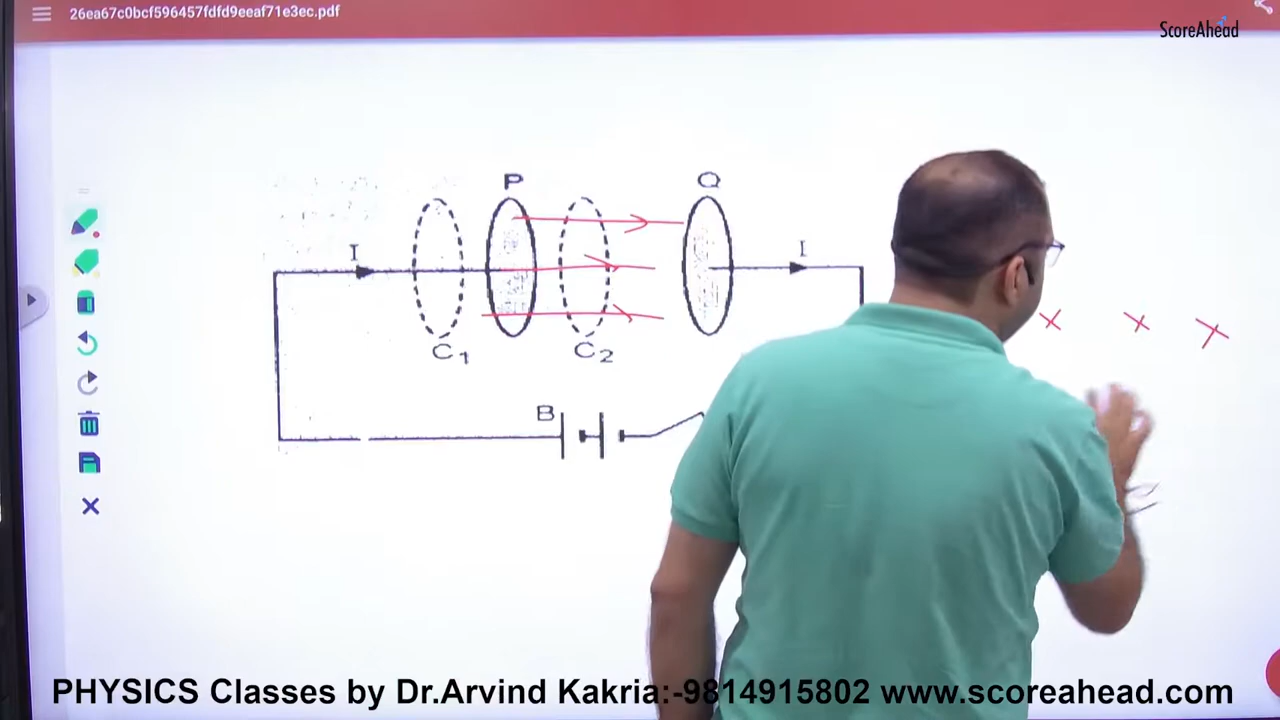 26ea67c0bcf596457fdfd9eeaf71e3ec.pdf
ScoreAhead
P
Q
I
I
C1
C2
B
PHYSICS Classes by Dr.Arvind Kakria:-9814915802 www.scoreahead.com